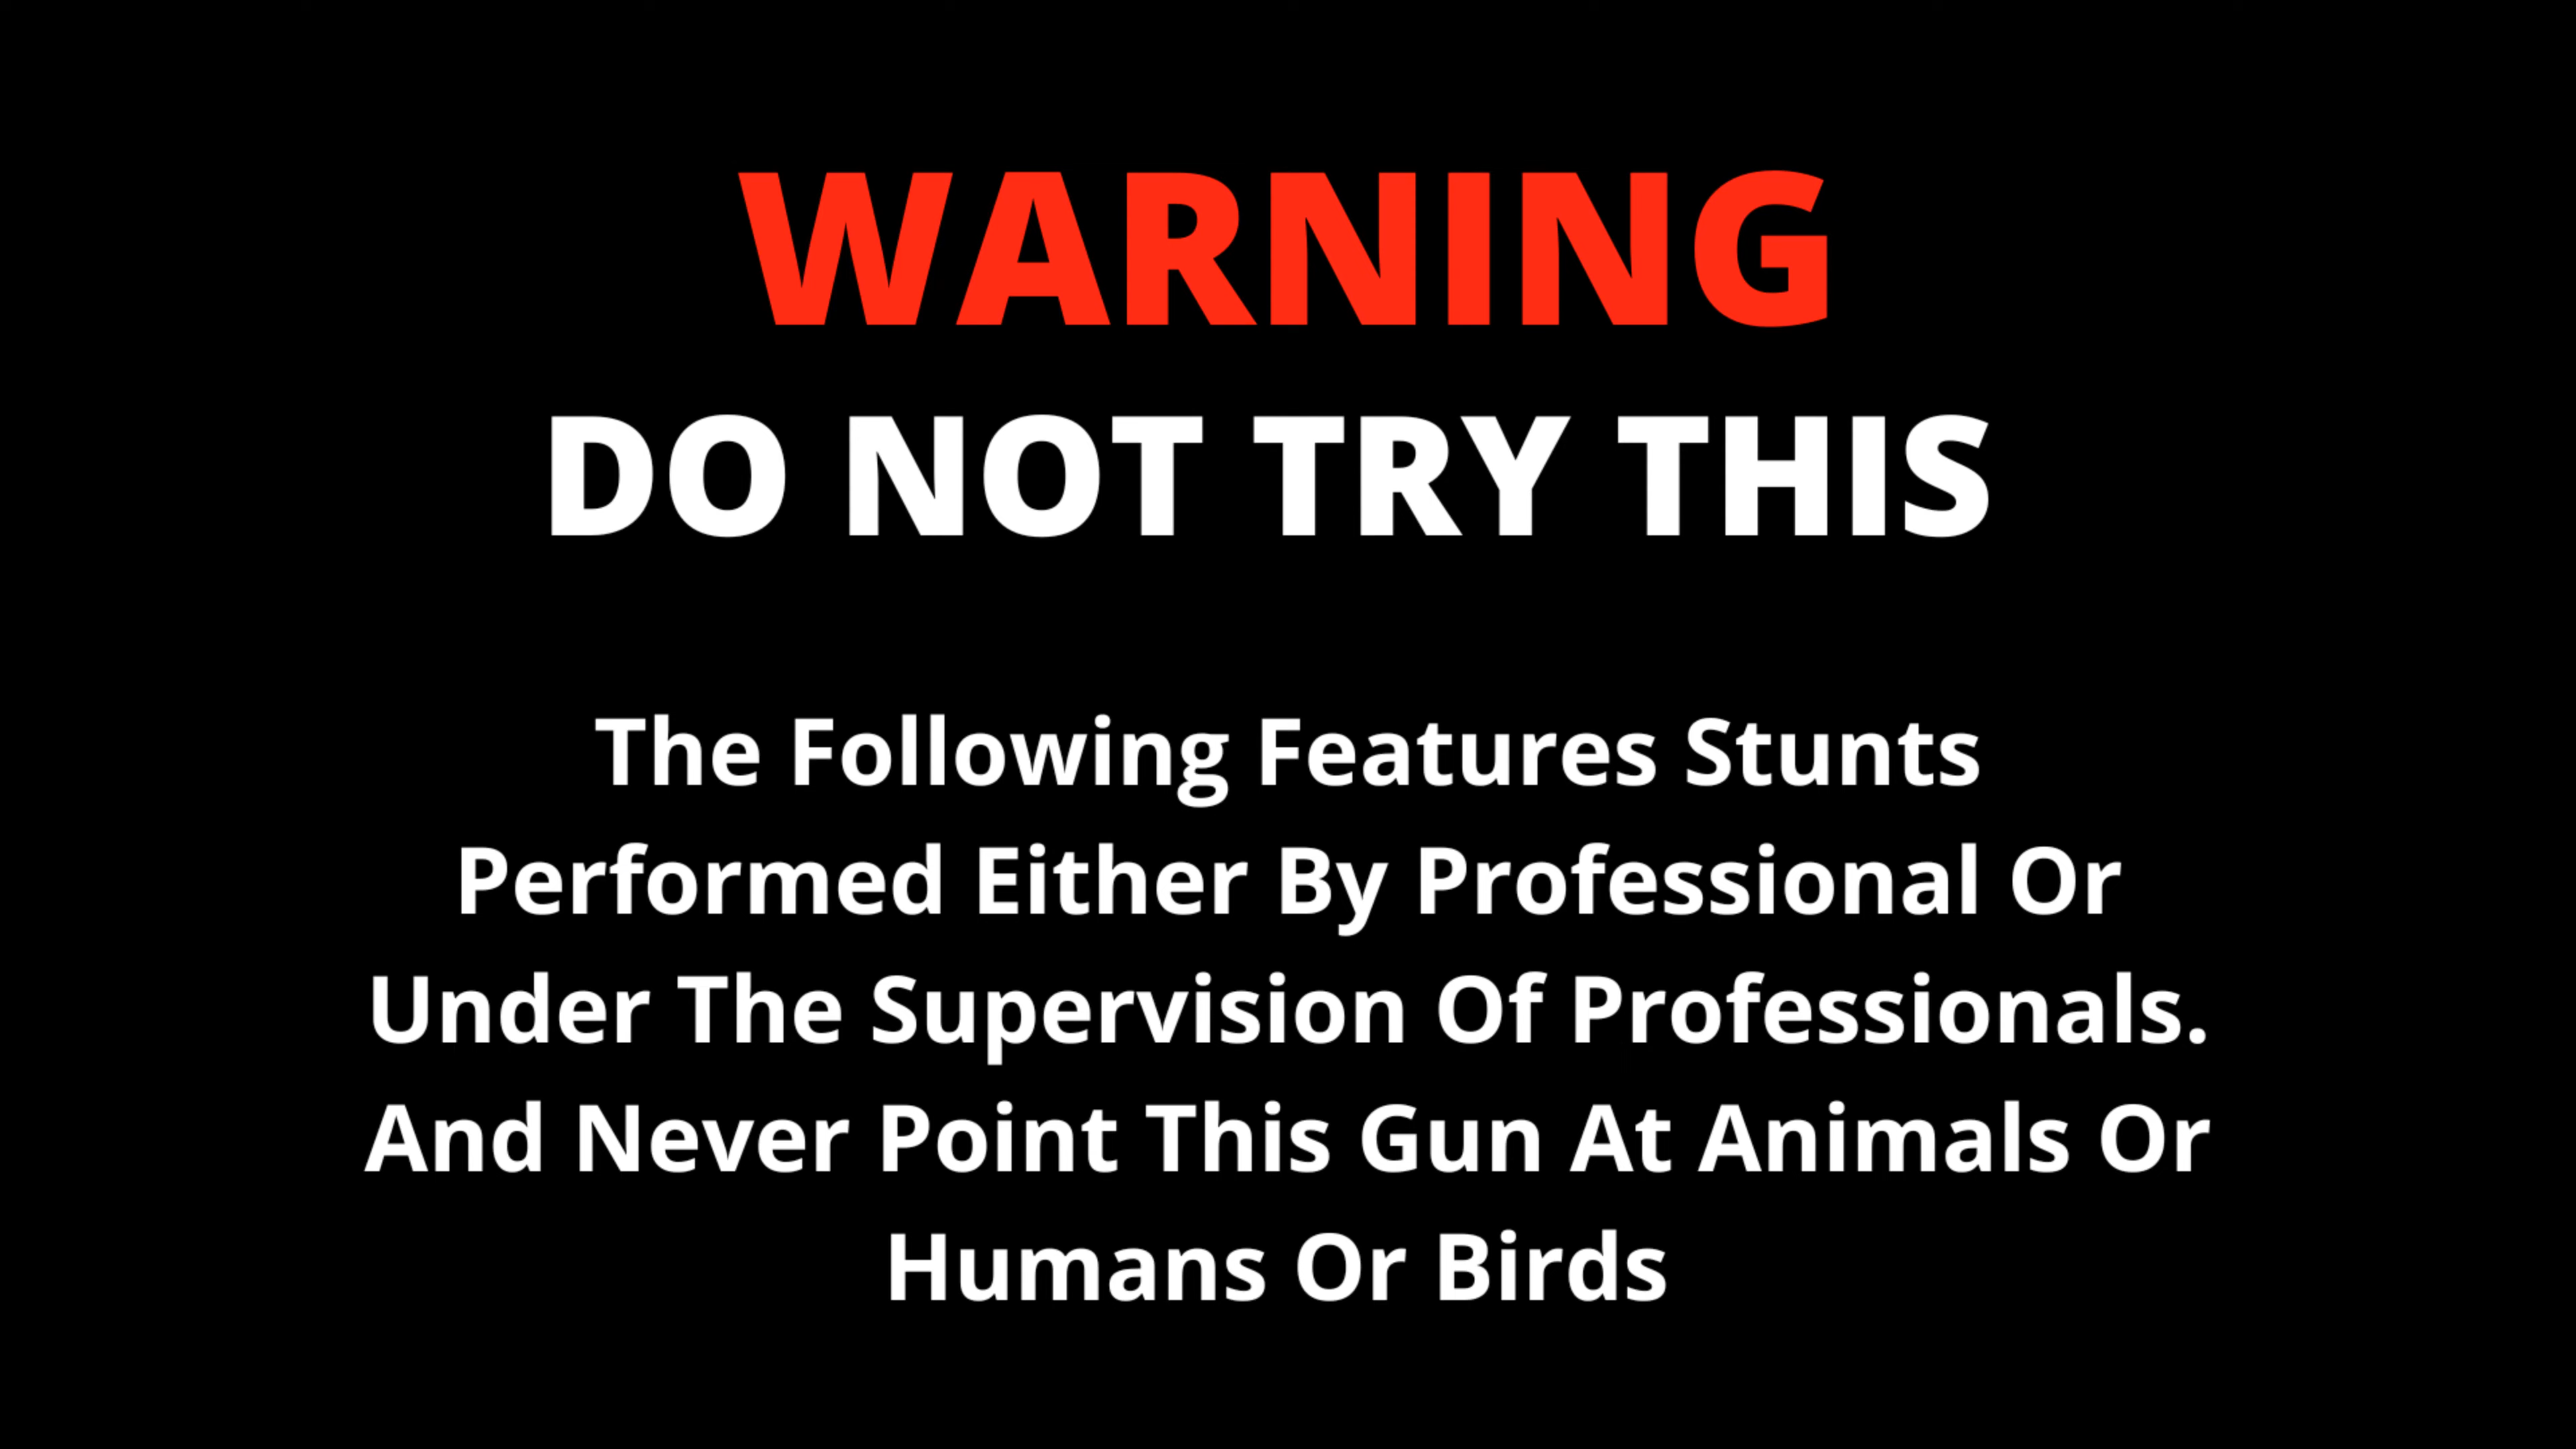 WARNING
DO NOT TRY THIS
The Following Features Stunts
Performed Either By Professional Or
Under The Supervision Of Professionals.
And Never Point This Gun At Animals Or
Humans Or Birds